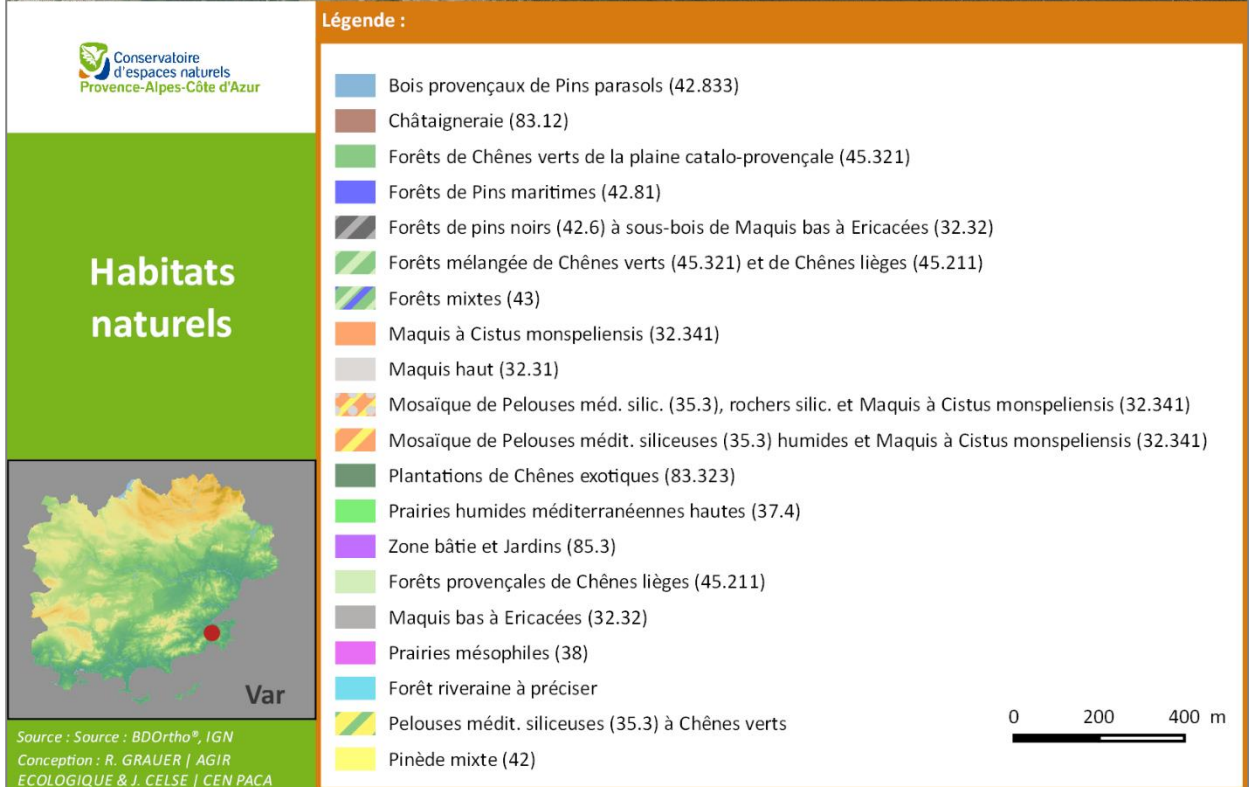 Légende :
Conservatoire
d'espaces naturels
Provence-Alpes-Côte d'Azur
Habitats
naturels
Var
Source : Source : BDOrtho®, IGN
Conception : R. GRAUER | AGIR
ECOLOGIQUE & J. CELSE | CEN PACA
Bois provençaux de Pins parasols (42.833)
Châtaigneraie (83.12)
Forêts de Chênes verts de la plaine catalo-provençale (45.321)
Forêts de Pins maritimes (42.81)
Forêts de pins noirs (42.6) à sous-bois de Maquis bas à Ericacées (32.32)
Forêts mélangée de Chênes verts (45.321) et de Chênes lièges (45.211)
Forêts mixtes (43)
Maquis à Cistus monspeliensis (32.341)
Maquis haut (32.31)
Mosaïque de Pelouses méd. silic. (35.3), rochers silic. et Maquis à Cistus monspeliensis (32.341)
Mosaïque de Pelouses médit. siliceuses (35.3) humides et Maquis à Cistus monspeliensis (32.341)
Plantations de Chênes exotiques (83.323)
Prairies humides méditerranéennes hautes (37.4)
Zone bâtie et Jardins (85.3)
Forêts provençales de Chênes lièges (45.211)
Maquis bas à Ericacées (32.32)
Prairies mésophiles (38)
Forêt riveraine à préciser
Pelouses médit. siliceuses (35.3) à Chênes verts
Pinède mixte (42)
0 200 400 m